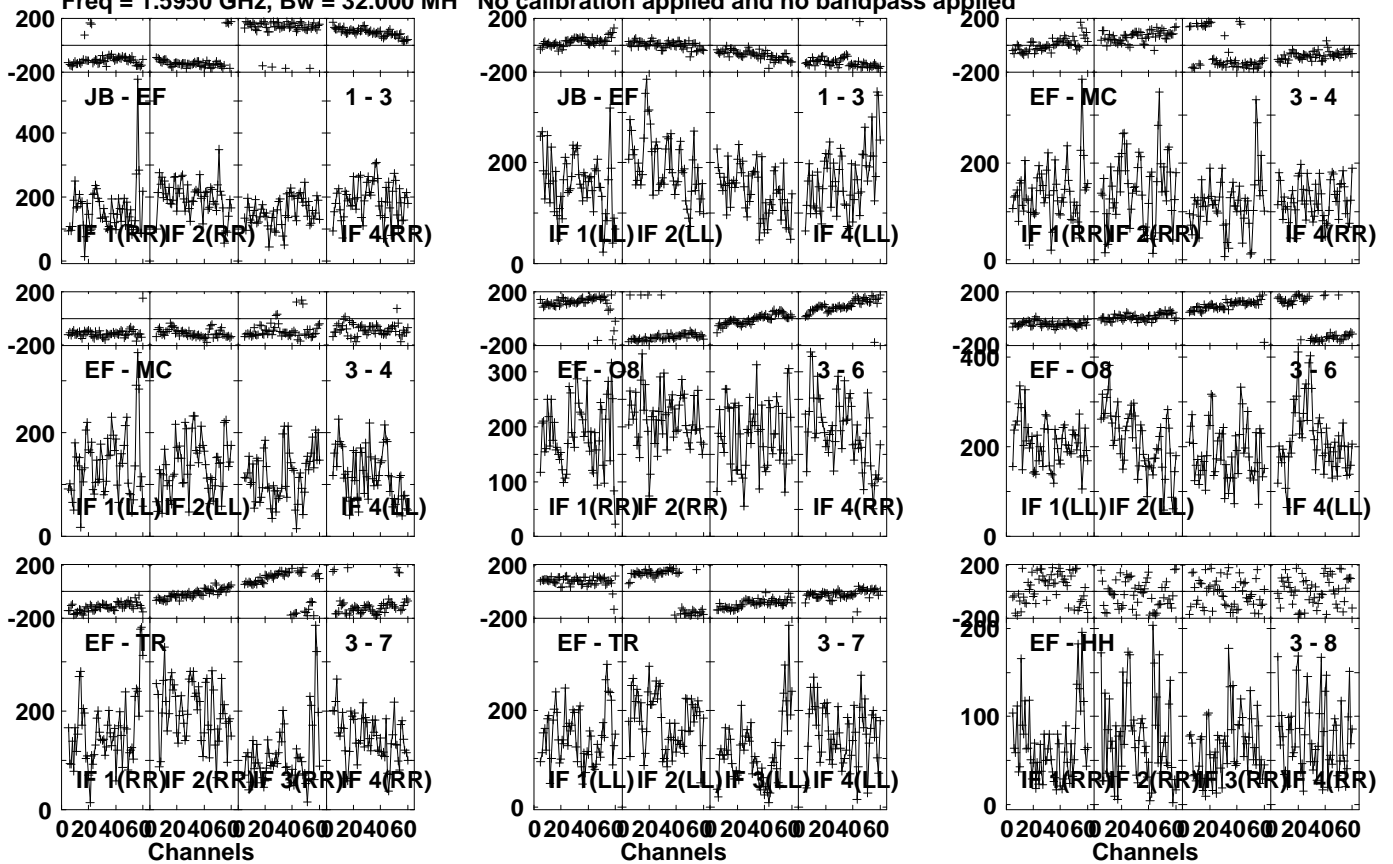 Freq = 1.5950 GHz, Bw = 32.000 MH No calibration applied and no bandpass applied
200
-200
JB - EF 1 - 3
400
200
0
IF 1(RR) IF 2(RR) IF 4(RR)
JB - EF 1 - 3
200
0
IF 1(LL) IF 2(LL) IF 4(LL)
EF - MC 3 - 4
200
0
IF 1(RR) IF 2(RR) IF 4(RR)
200
-200
EF - MC 3 - 4
200
0
IF 1(LL) IF 2(LL) IF 4(LL)
200
-200
EF - O8 3 - 6
300
200
100
0
IF 1(RR) IF 2(RR) IF 4(RR)
200
-200
400
EF - O8 3 - 6
200
0
IF 1(LL) IF 2(LL) IF 4(LL)
200
-200
EF - TR 3 - 7
200
0
IF 1(RR) IF 2(RR) IF 3(RR) IF 4(RR)
0 20 40 60 0 20 40 60 0 20 40 60 0 20 40 60
Channels
200
-200
EF - TR 3 - 7
200
0
IF 1(LL) IF 2(LL) IF 3(LL) IF 4(LL)
0 20 40 60 0 20 40 60 0 20 40 60 0 20 40 60
Channels
200
-200
200
EF - HH 3 - 8
100
0
IF 1(RR) IF 2(RR) IF 3(RR) IF 4(RR)
0 20 40 60 0 20 40 60 0 20 40 60 0 20 40 60
Channels